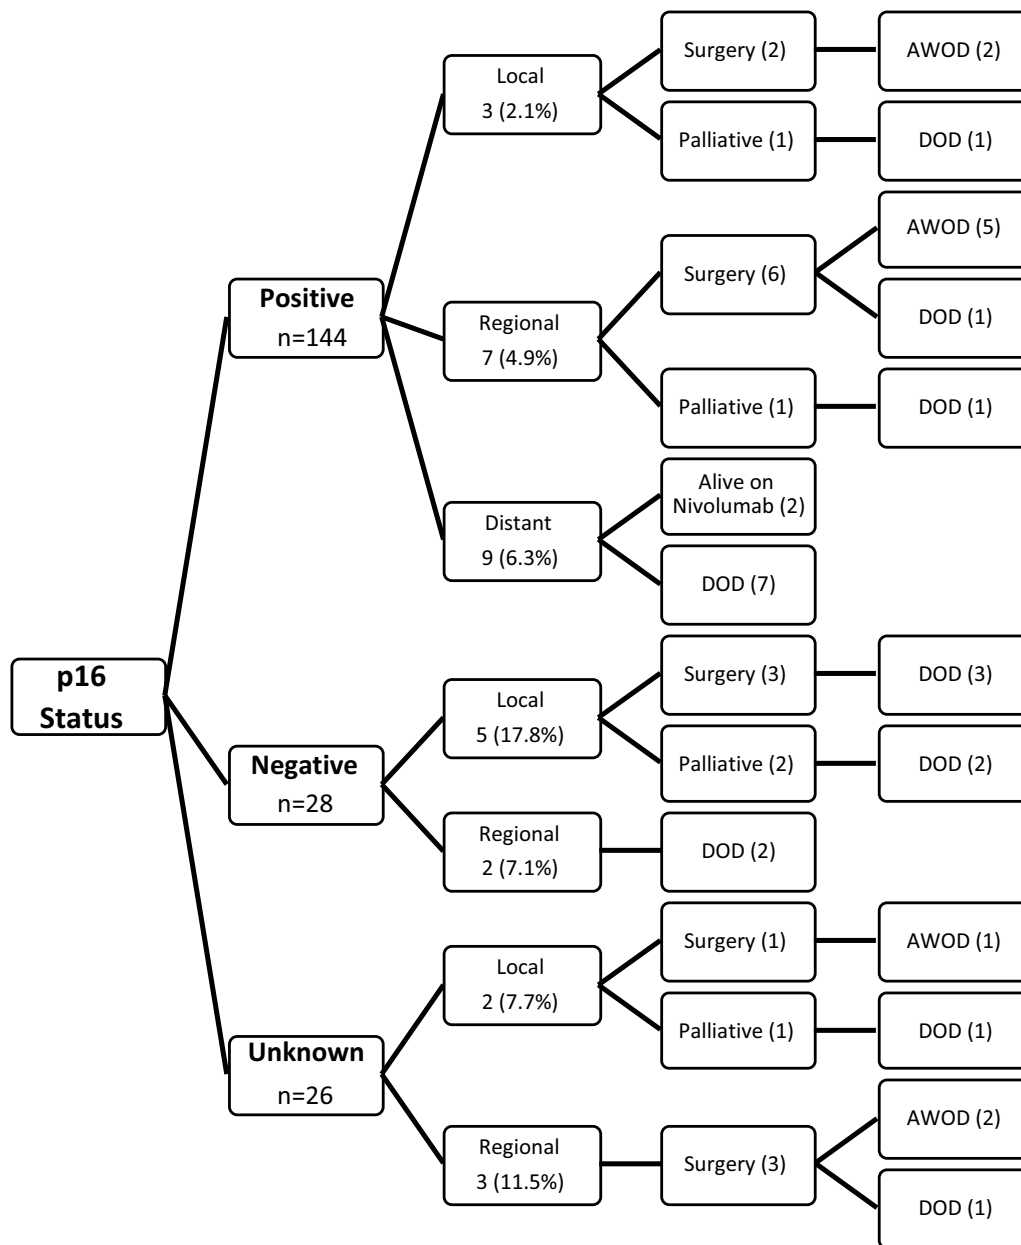 p16
Status
Positive
n=144
Local
3 (2.1%)
Surgery (2)
AWOD (2)
Palliative (1)
DOD (1)
Regional
7 (4.9%)
Surgery (6)
AWOD (5)
DOD (1)
Palliative (1)
DOD (1)
Distant
9 (6.3%)
Alive on
Nivolumab (2)
DOD (7)
Negative
n=28
Local
5 (17.8%)
Surgery (3)
DOD (3)
Palliative (2)
DOD (2)
Regional
2 (7.1%)
DOD (2)
Unknown
n=26
Local
2 (7.7%)
Surgery (1)
AWOD (1)
Palliative (1)
DOD (1)
Regional
3 (11.5%)
Surgery (3)
AWOD (2)
DOD (1)